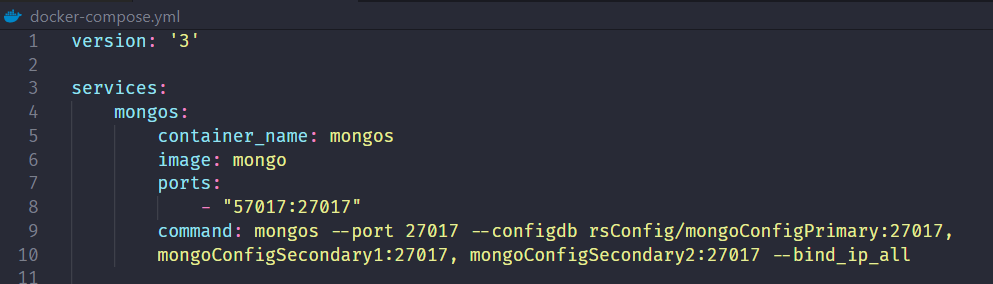 docker-compose.yml
1 version: '3'
2
3 services:
4 mongos:
5 container_name: mongos
6 image: mongo
7 ports:
8 - "57017:27017"
9 command: mongos --port 27017 --configdb rsConfig/mongoConfigPrimary:27017,
10 mongoConfigSecondary1:27017, mongoConfigSecondary2:27017 --bind_ip_all
11